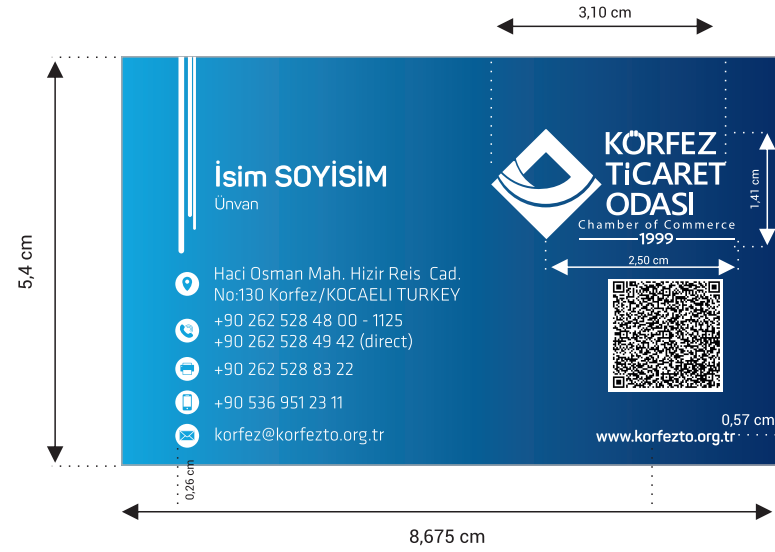 3,10 cm
KÖRFEZ
TİCARET
ODASI
Chamber of Commerce
1999
1,41 cm
2,50 cm
5,4 cm
İsim SOYİSİM
Ünvan
Haci Osman Mah. Hizir Reis Cad.
No:130 Korfez/KOCAELI TURKEY
+90 262 528 48 00 - 1125
+90 262 528 49 42 (direct)
+90 262 528 83 22
+90 536 951 23 11
korfez@korfezto.org.tr
0,57 cm
www.korfezto.org.tr
0,26 cm
8,675 cm